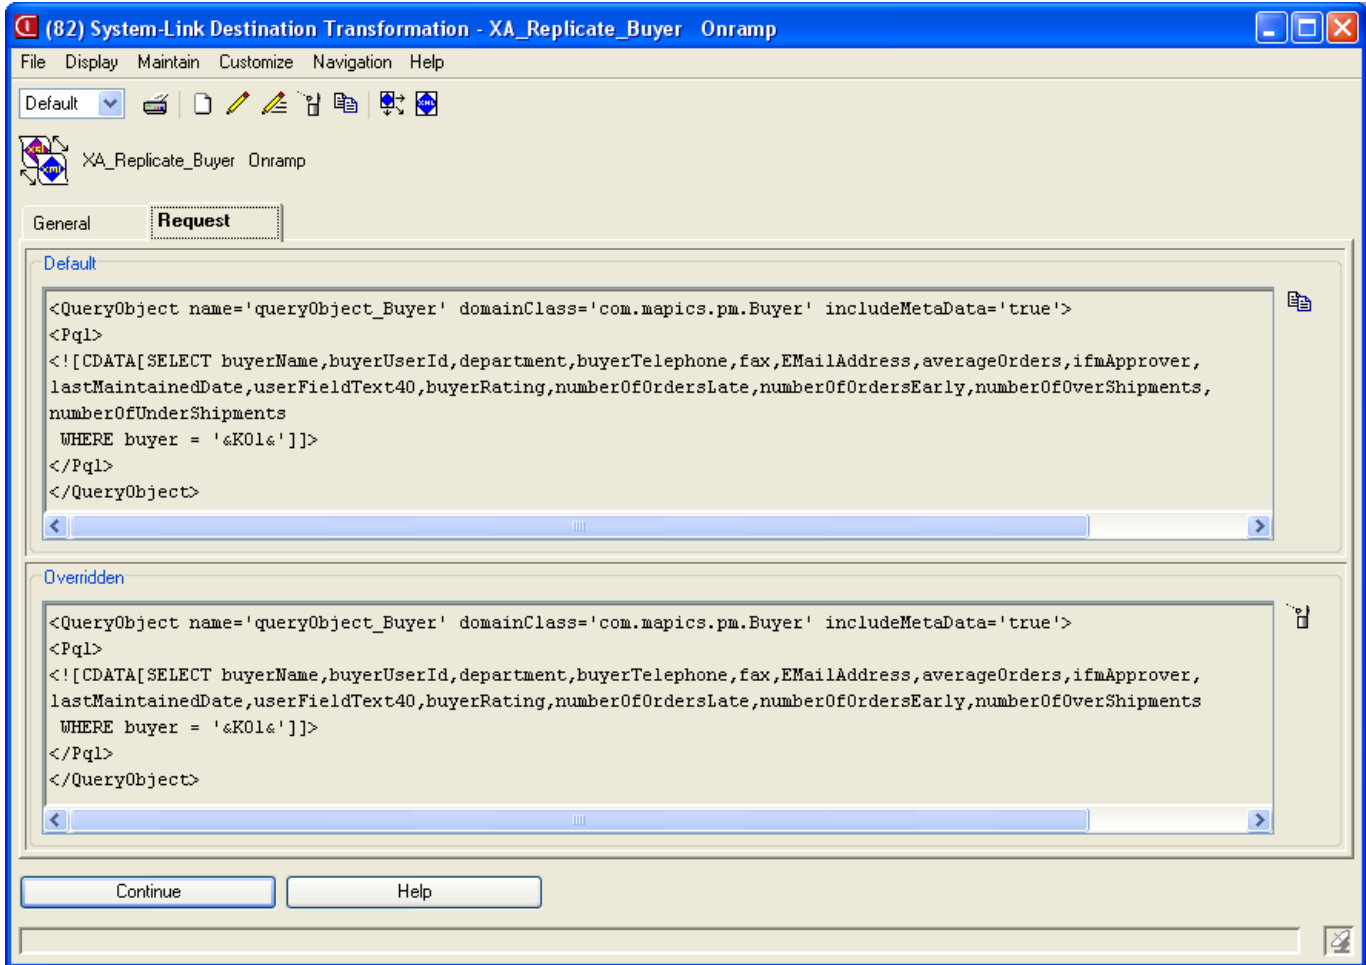 (82) System-Link Destination Transformation - XA_Replicate_Buyer Onramp
File Display Maintain Customize Navigation Help
Default
XA_Replicate_Buyer Onramp
General Request
Default
<QueryObject name='queryObject_Buyer' domainClass='com.mapics.pm.Buyer' includeMetaData='true'>
<Pql>
<![CDATA[SELECT buyerName,buyerUserId,department,buyerTelephone,fax,EMailAddress,averageOrders,ifmApprover,
lastMaintainedDate,userFieldText40,buyerRating,numberOfOrdersLate,numberOfOrdersEarly,numberOfOverShipments,
numberOfUnderShipments
WHERE buyer = '&K01&']]>
</Pql>
</QueryObject>
Overridden
<QueryObject name='queryObject_Buyer' domainClass='com.mapics.pm.Buyer' includeMetaData='true'>
<Pql>
<![CDATA[SELECT buyerName,buyerUserId,department,buyerTelephone,fax,EMailAddress,averageOrders,ifmApprover,
lastMaintainedDate,userFieldText40,buyerRating,numberOfOrdersLate,numberOfOrdersEarly,numberOfOverShipments
WHERE buyer = '&K01&']]>
</Pql>
</QueryObject>
Continue Help